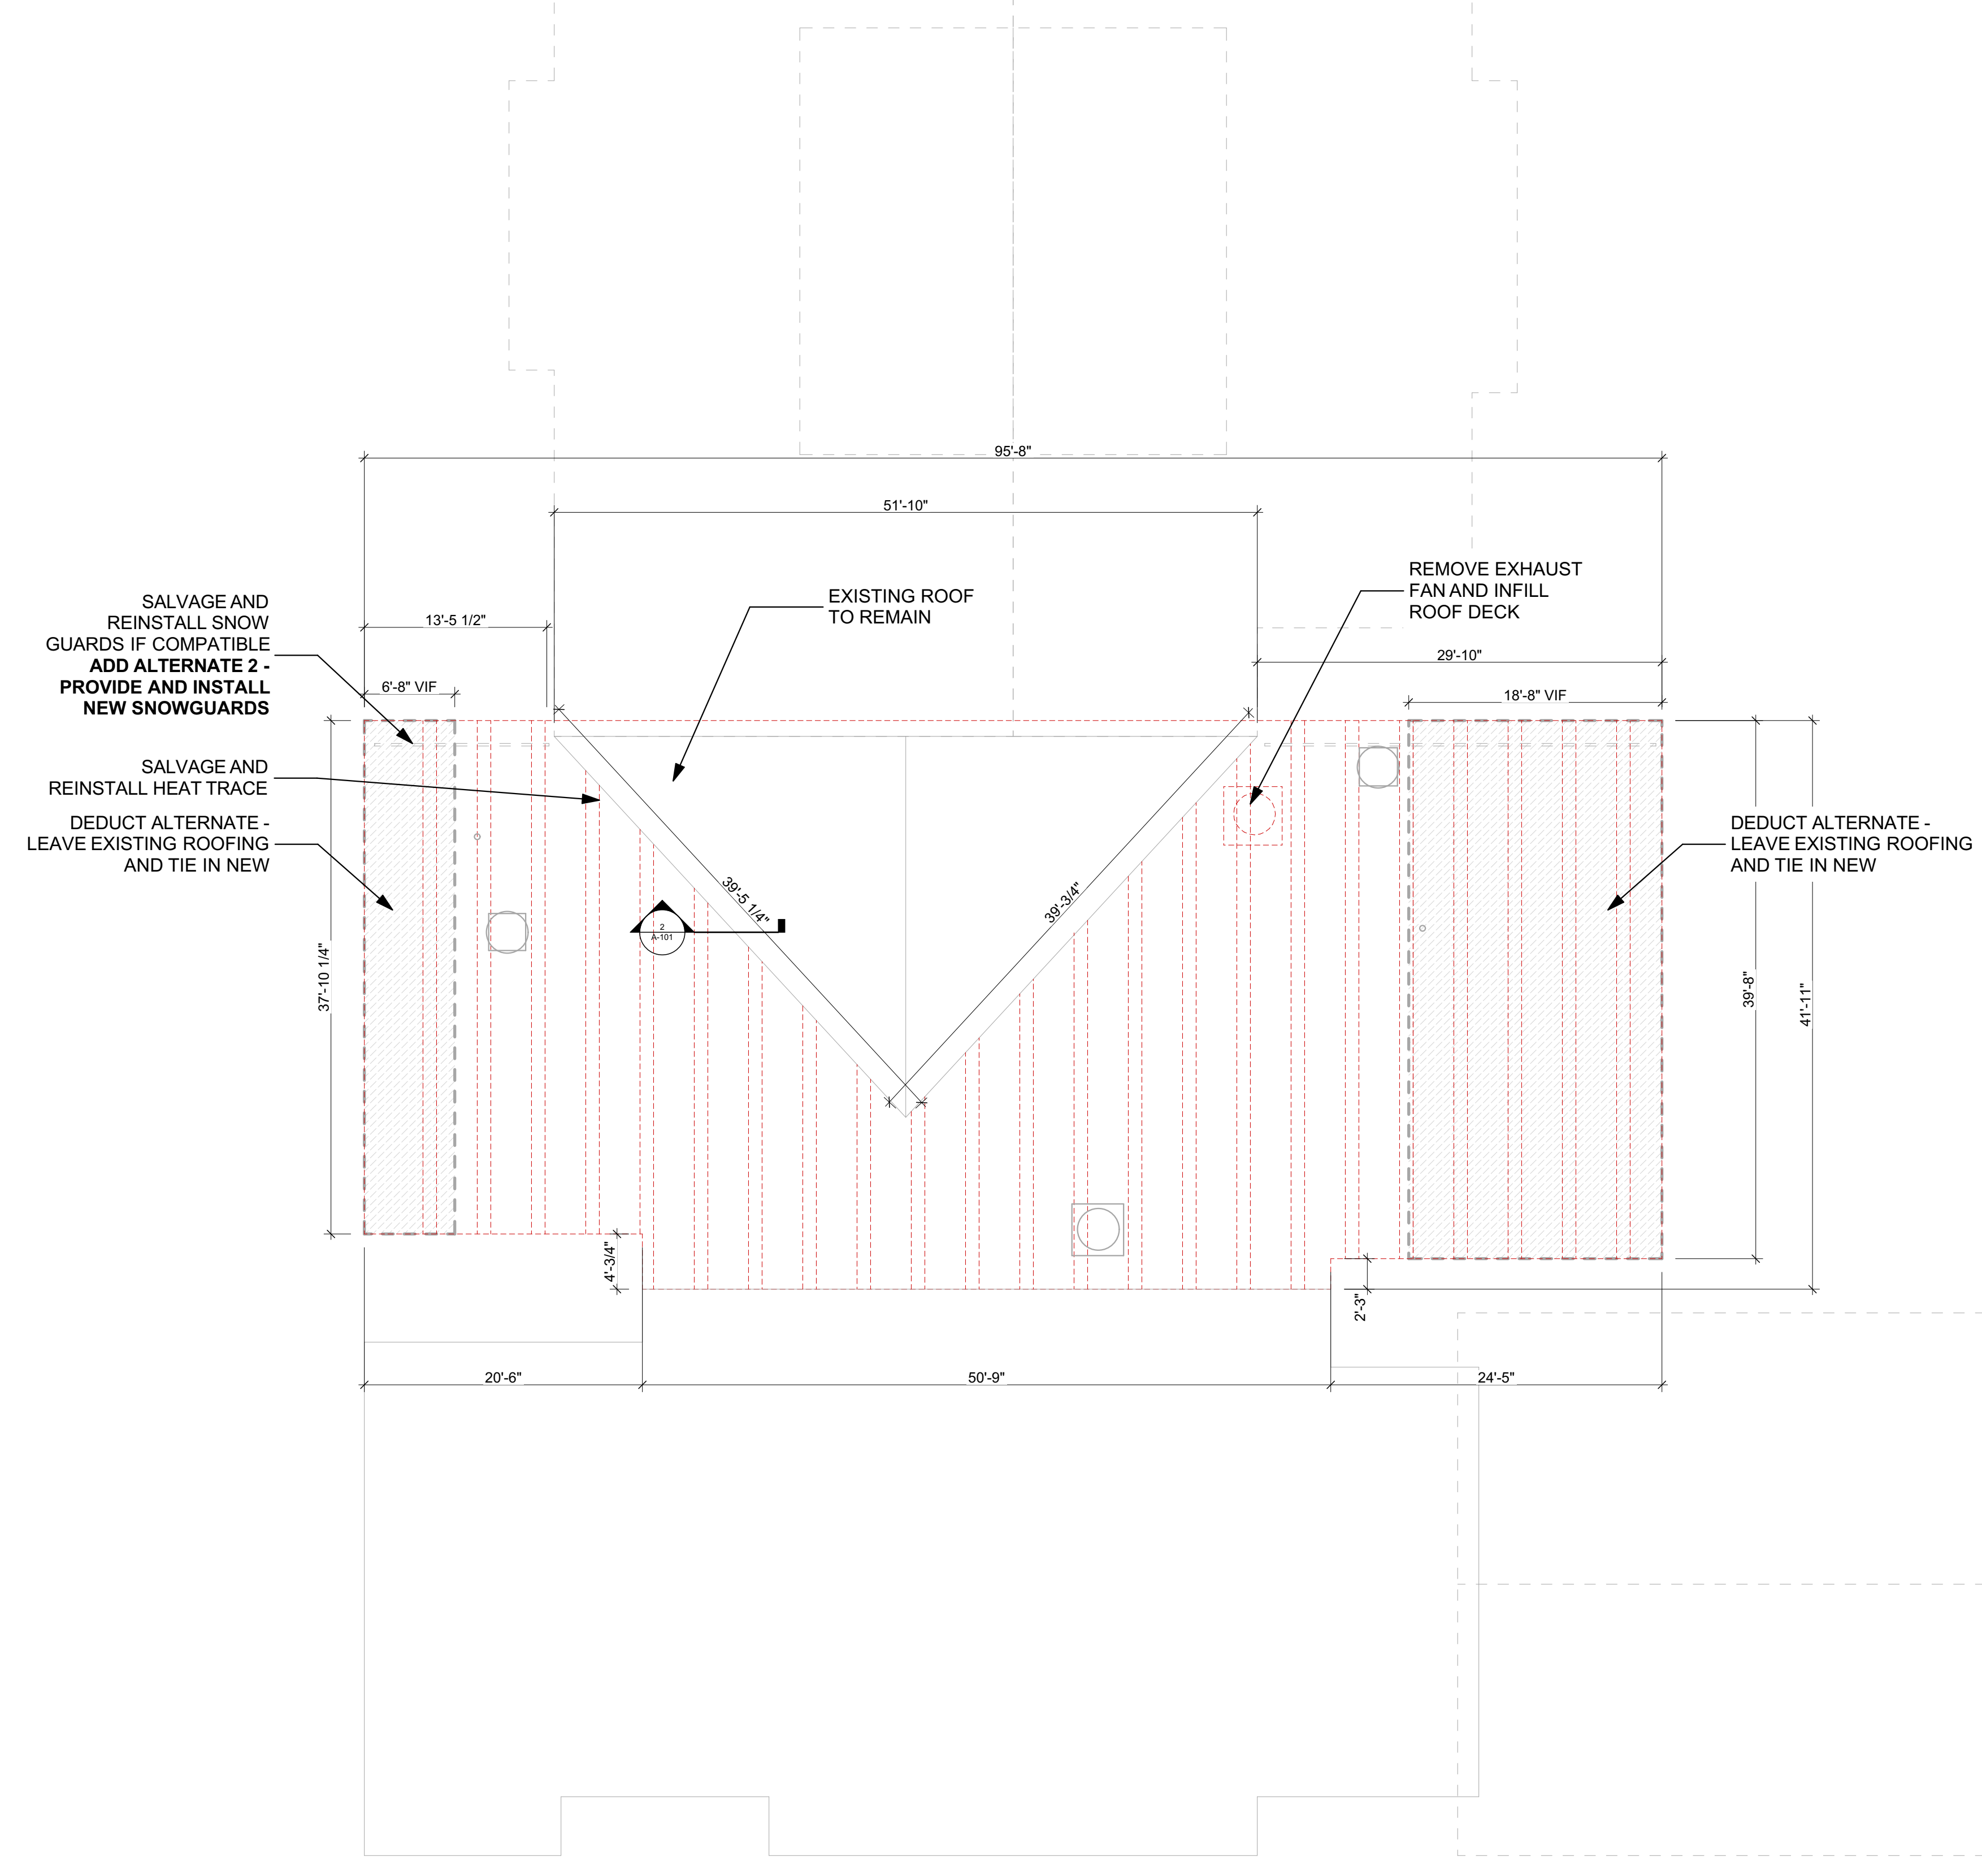 95'-8"
51'-10"
SALVAGE AND
REINSTALL SNOW
GUARDS IF COMPATIBLE
ADD ALTERNATE 2 -
PROVIDE AND INSTALL
NEW SNOWGUARDS
13'-5 1/2"
6'-8" VIF
EXISTING ROOF
TO REMAIN
REMOVE EXHAUST
FAN AND INFILL
ROOF DECK
29'-10"
18'-8" VIF
SALVAGE AND
REINSTALL HEAT TRACE
DEDUCT ALTERNATE -
LEAVE EXISTING ROOFING
AND TIE IN NEW
DEDUCT ALTERNATE -
LEAVE EXISTING ROOFING
AND TIE IN NEW
39'-5 1/4"
39'-3/4"
2
A-101
37'-10 1/4"
39'-8"
41'-11"
4'-3/4"
2'-3"
20'-6"
50'-9"
24'-5"